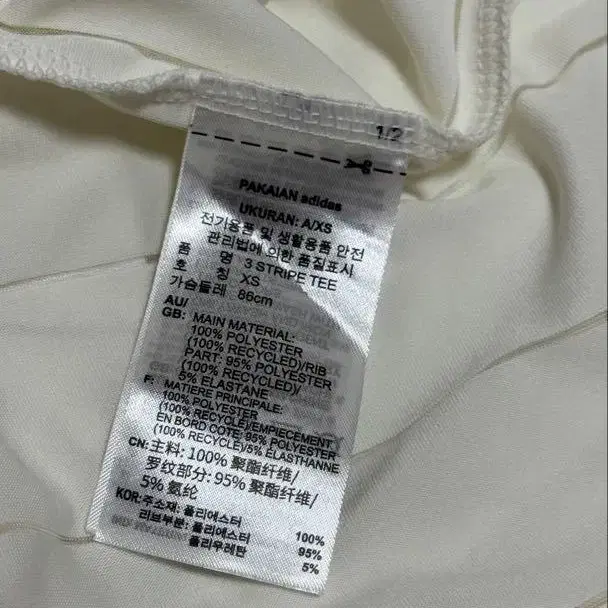 1/2
PAKAIAN adidas
UKURAN: A/XS
전기용품 및 생활용품 안전
관리법에 의한 품질표시
품 명 3 STRIPE TEE
호 칭 XS
가슴둘레 86cm
AU/
GB: MAIN MATERIAL:
100% POLYESTER
(100% RECYCLED)/RIB
PART: 95% POLYESTER
(100% RECYCLED)/
5% ELASTANE
F: MATIERE PRINCIPALE:
100% POLYESTER
(100% RECYCLE)/EMPIECEMENT
EN BORD COTE: 95% POLYESTER
(100% RECYCLE)/5% ELASTHANNE
CN: 主料: 100% 聚酯纤维/
罗纹部分: 95% 聚酯纤维/
5% 氨纶
KOR: 주소재: 폴리에스터 100%
리브부분: 폴리에스터 95%
폴리우레탄 5%